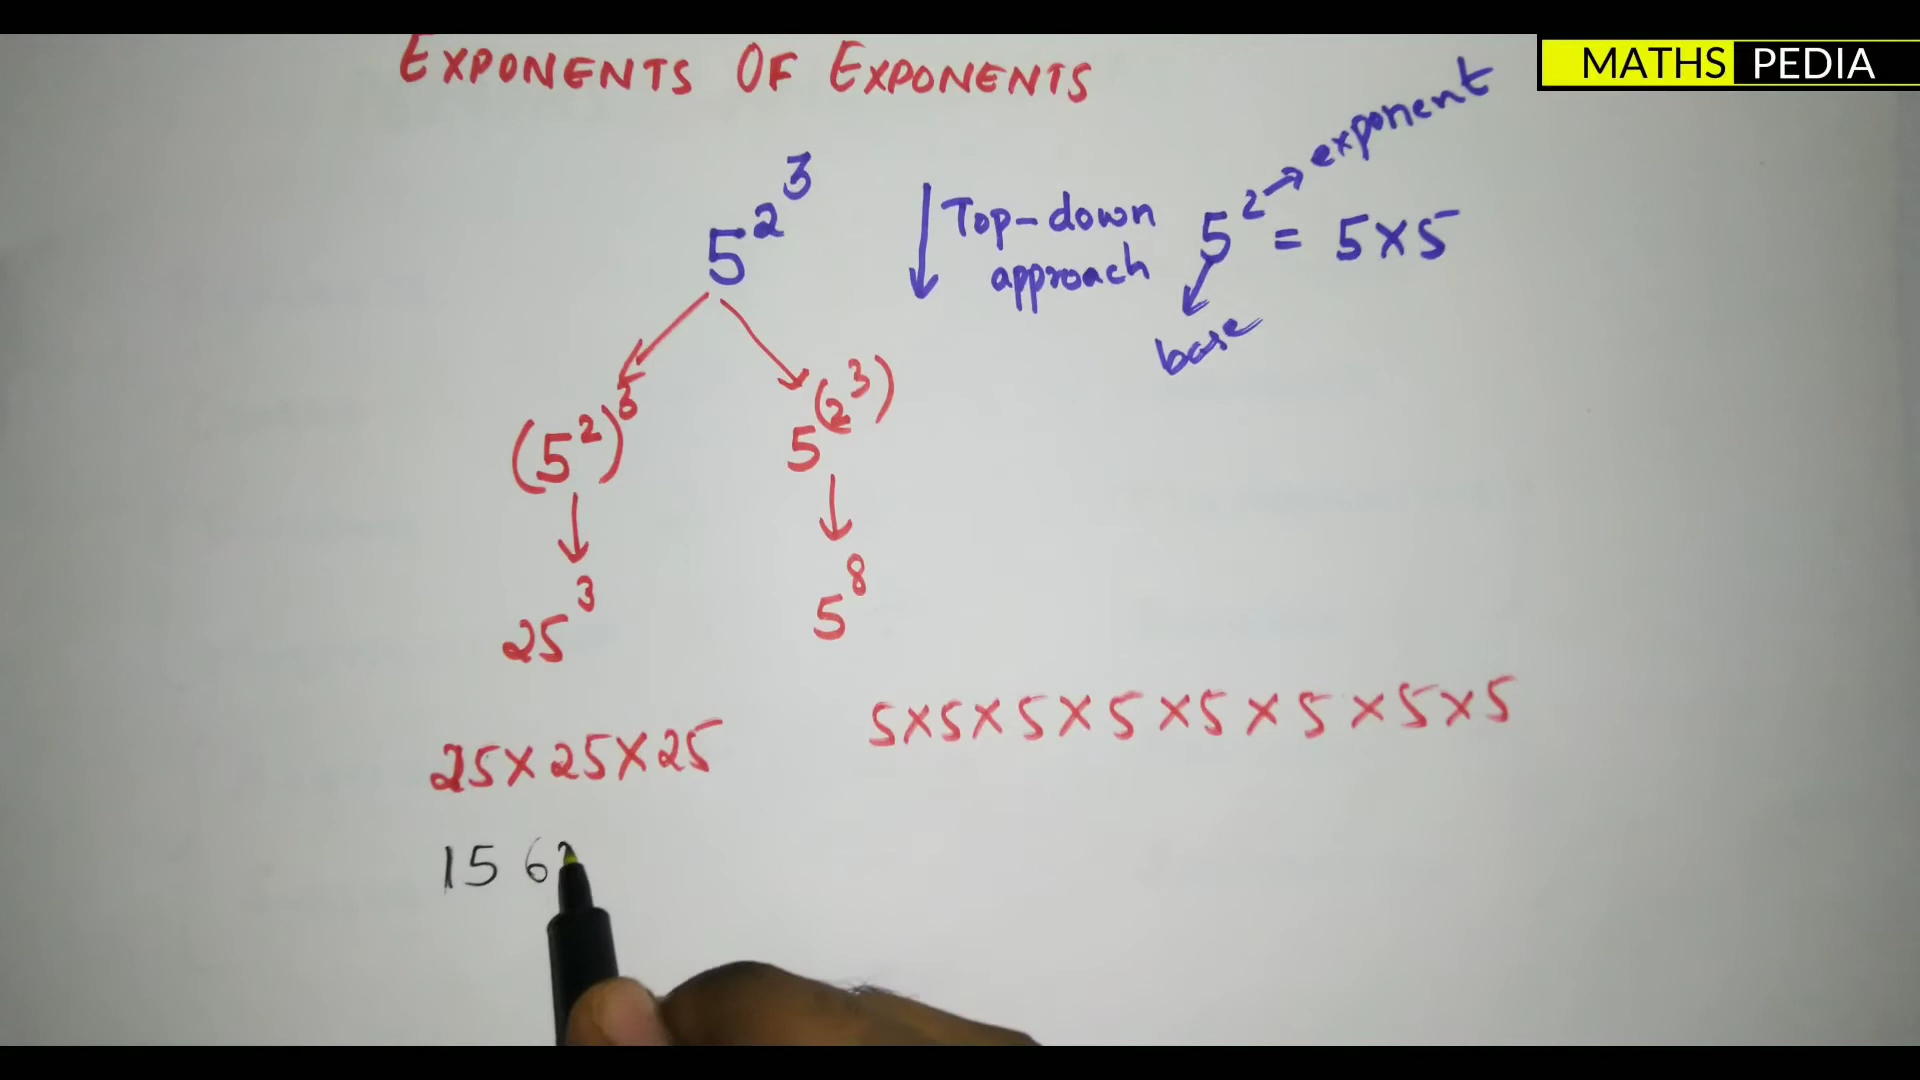 MATHS PEDIA
EXPONENTS OF EXPONENTS
5^2^3
Top-down
approach
5^2 → exponent
= 5×5
base
(5^2)^3
5^(2^3)
25^3
5^8
25×25×25
5×5×5×5×5×5×5×5
15 6